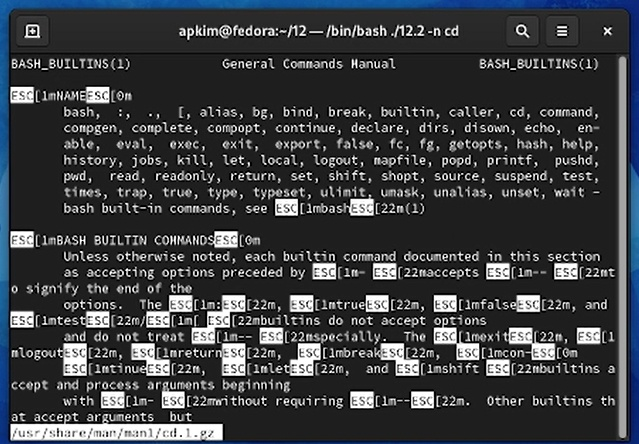 apkim@fedora:~/12 — /bin/bash ./12.2 -n cd
BASH_BUILTINS(1) General Commands Manual BASH_BUILTINS(1)
ESC[1mNAMEESC[0m
bash, :, ., [, alias, bg, bind, break, builtin, caller, cd, command,
compgen, complete, compopt, continue, declare, dirs, disown, echo, en-
able, eval, exec, exit, export, false, fc, fg, getopts, hash, help,
history, jobs, kill, let, local, logout, mapfile, popd, printf, pushd,
pwd, read, readonly, return, set, shift, shopt, source, suspend, test,
times, trap, true, type, typeset, ulimit, umask, unalias, unset, wait -
bash built-in commands, see ESC[1mbashESC[22m(1)
ESC[1mBASH BUILTIN COMMANDSESC[0m
Unless otherwise noted, each builtin command documented in this section
as accepting options preceded by ESC[1m- ESC[22maccepts ESC[1m-- ESC[22mt
o signify the end of the
options. The ESC[1m:ESC[22m, ESC[1mtrueESC[22m, ESC[1mfalseESC[22m, and
ESC[1mtestESC[22m/ESC[1m[ ESC[22mbuiltins do not accept options
and do not treat ESC[1m-- ESC[22mspecially. The ESC[1mexitESC[22m, ESC[1
mlogoutESC[22m, ESC[1mreturnESC[22m, ESC[1mbreakESC[22m, ESC[1mcon-ESC[0m
ESC[1mtinueESC[22m, ESC[1mletESC[22m, and ESC[1mshift ESC[22mbuiltins a
ccept and process arguments beginning
with ESC[1m- ESC[22mwithout requiring ESC[1m--ESC[22m. Other builtins th
at accept arguments but
/usr/share/man/man1/cd.1.gz